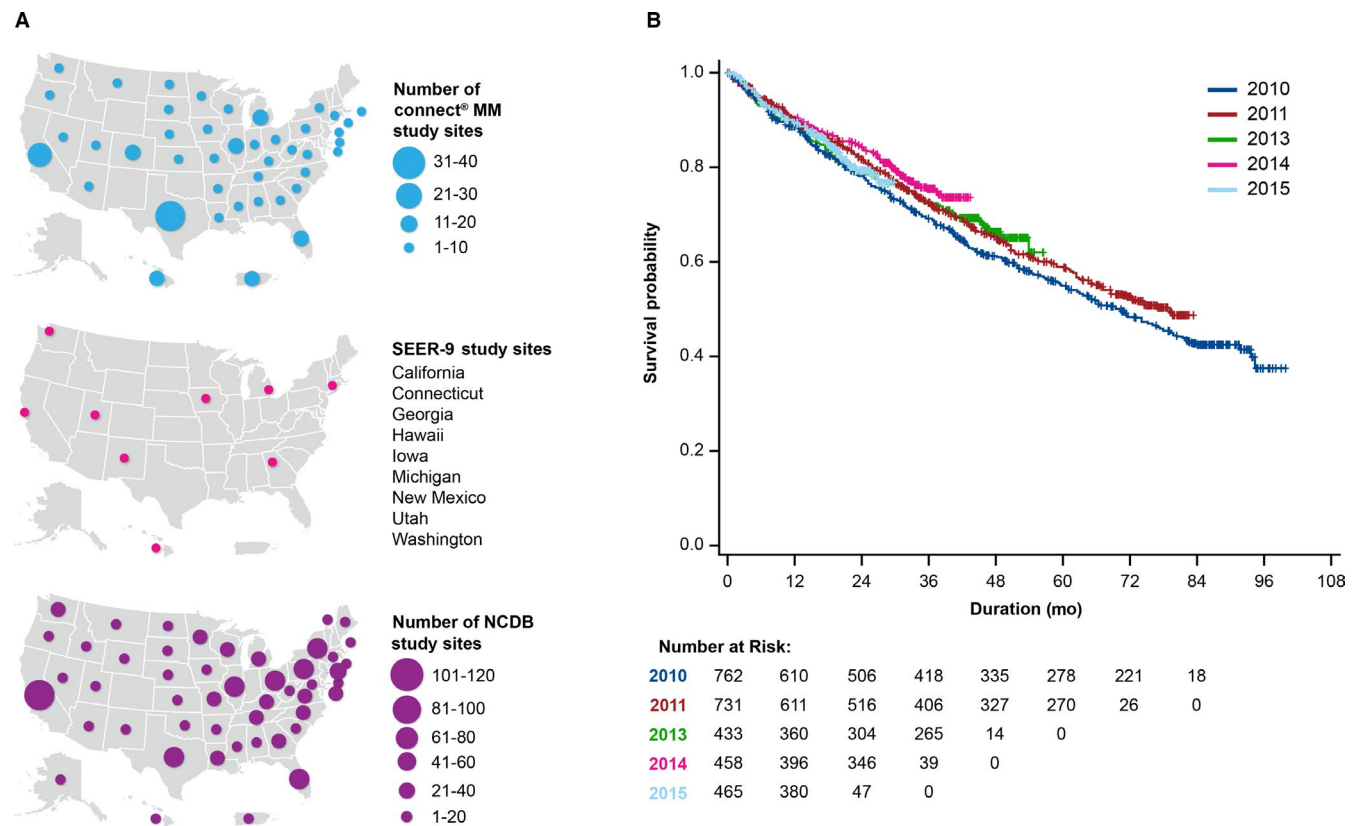 A
Number of
connect® MM
study sites
31-40
21-30
11-20
1-10
SEER-9 study sites
California
Connecticut
Georgia
Hawaii
Iowa
Michigan
New Mexico
Utah
Washington
Number of NCDB
study sites
101-120
81-100
61-80
41-60
21-40
1-20
B
Survival probability
1.0
0.8
0.6
0.4
0.2
0.0
2010
2011
2013
2014
2015
0 12 24 36 48 60 72 84 96 108
Duration (mo)
Number at Risk:
2010 762 610 506 418 335 278 221 18
2011 731 611 516 406 327 270 26 0
2013 433 360 304 265 14 0
2014 458 396 346 39 0
2015 465 380 47 0